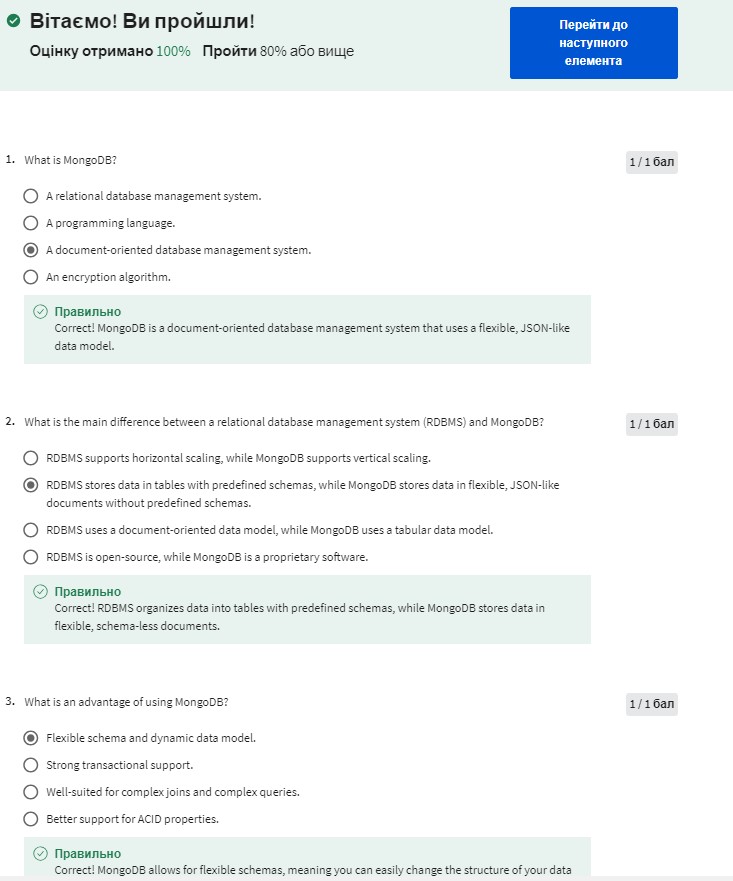 Вітаємо! Ви пройшли!
Оцінку отримано 100% Пройти 80% або вище
Перейти до
наступного
елемента
1. What is MongoDB?
1 / 1 бал
A relational database management system.
A programming language.
A document-oriented database management system.
An encryption algorithm.
Правильно
Correct! MongoDB is a document-oriented database management system that uses a flexible, JSON-like
data model.
2. What is the main difference between a relational database management system (RDBMS) and MongoDB?
1 / 1 бал
RDBMS supports horizontal scaling, while MongoDB supports vertical scaling.
RDBMS stores data in tables with predefined schemas, while MongoDB stores data in flexible, JSON-like
documents without predefined schemas.
RDBMS uses a document-oriented data model, while MongoDB uses a tabular data model.
RDBMS is open-source, while MongoDB is a proprietary software.
Правильно
Correct! RDBMS organizes data into tables with predefined schemas, while MongoDB stores data in
flexible, schema-less documents.
3. What is an advantage of using MongoDB?
1 / 1 бал
Flexible schema and dynamic data model.
Strong transactional support.
Well-suited for complex joins and complex queries.
Better support for ACID properties.
Правильно
Correct! MongoDB allows for flexible schemas, meaning you can easily change the structure of your data